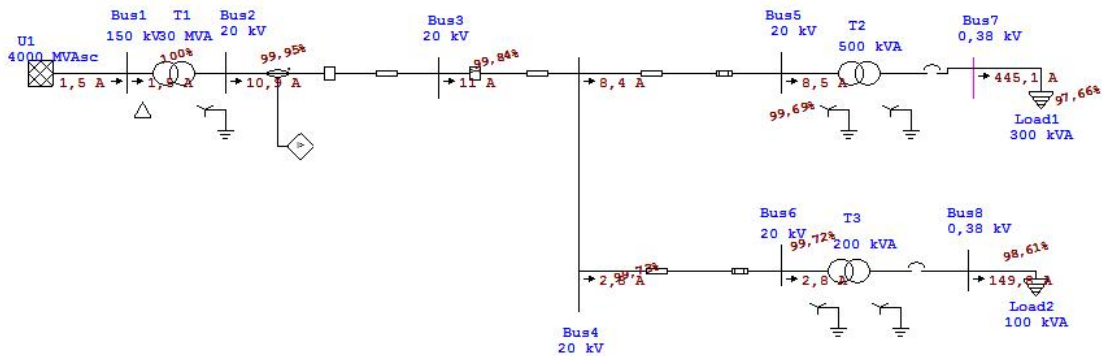 U1
4000 MVAsc
1,5 A
Bus1
150 kV
T1
30 MVA
100%
1,9 A
Bus2
20 kV
99,95%
10,9 A
Bus3
20 kV
99,84%
11 A
8,4 A
Bus5
20 kV
99,69%
8,5 A
T2
500 kVA
Bus7
0,38 kV
445,1 A
97,66%
Load1
300 kVA
Bus6
20 kV
99,72%
2,8 A
T3
200 kVA
Bus8
0,38 kV
98,61%
Load2
100 kVA
Bus4
20 kV